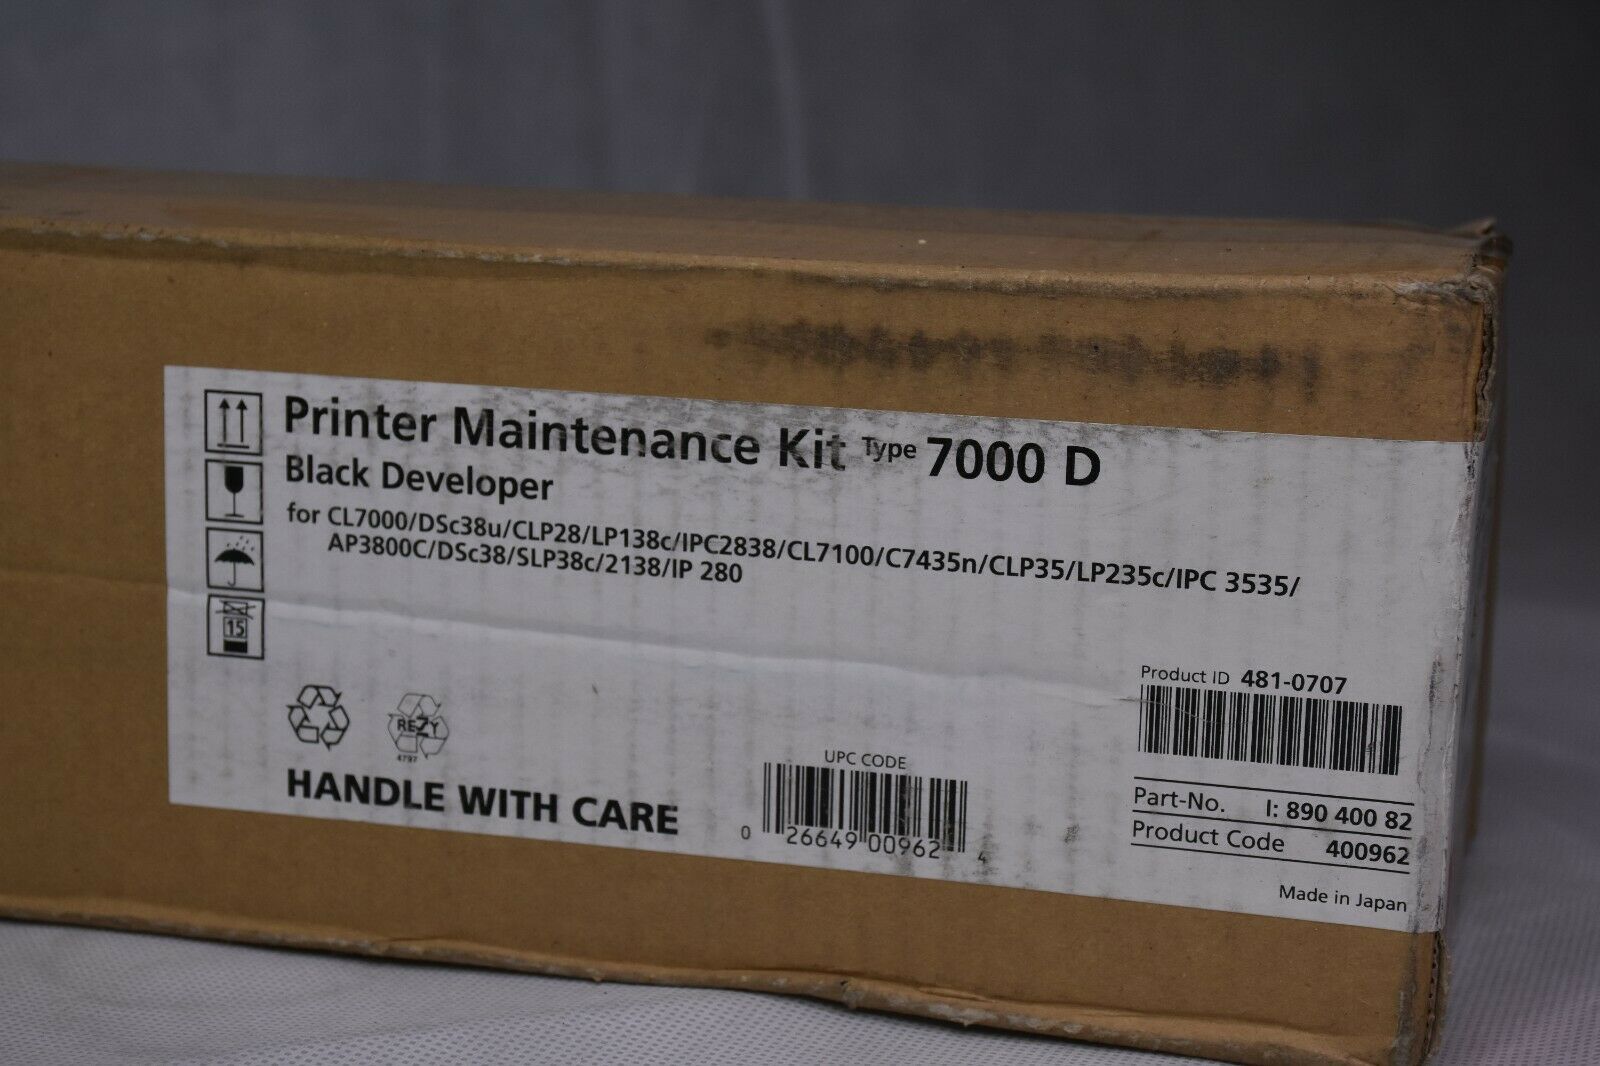 Printer Maintenance Kit Type 7000 D
Black Developer
for CL7000/DSc38u/CLP28/LP138c/IPC2838/CL7100/C7435n/CLP35/LP235c/IPC 3535/
AP3800C/DSc38/SLP38c/2138/IP 280
15
Product ID 481-0707
RESY
4797
UPC CODE
0 26649 00962 4
HANDLE WITH CARE
Part-No. I: 890 400 82
Product Code 400962
Made in Japan